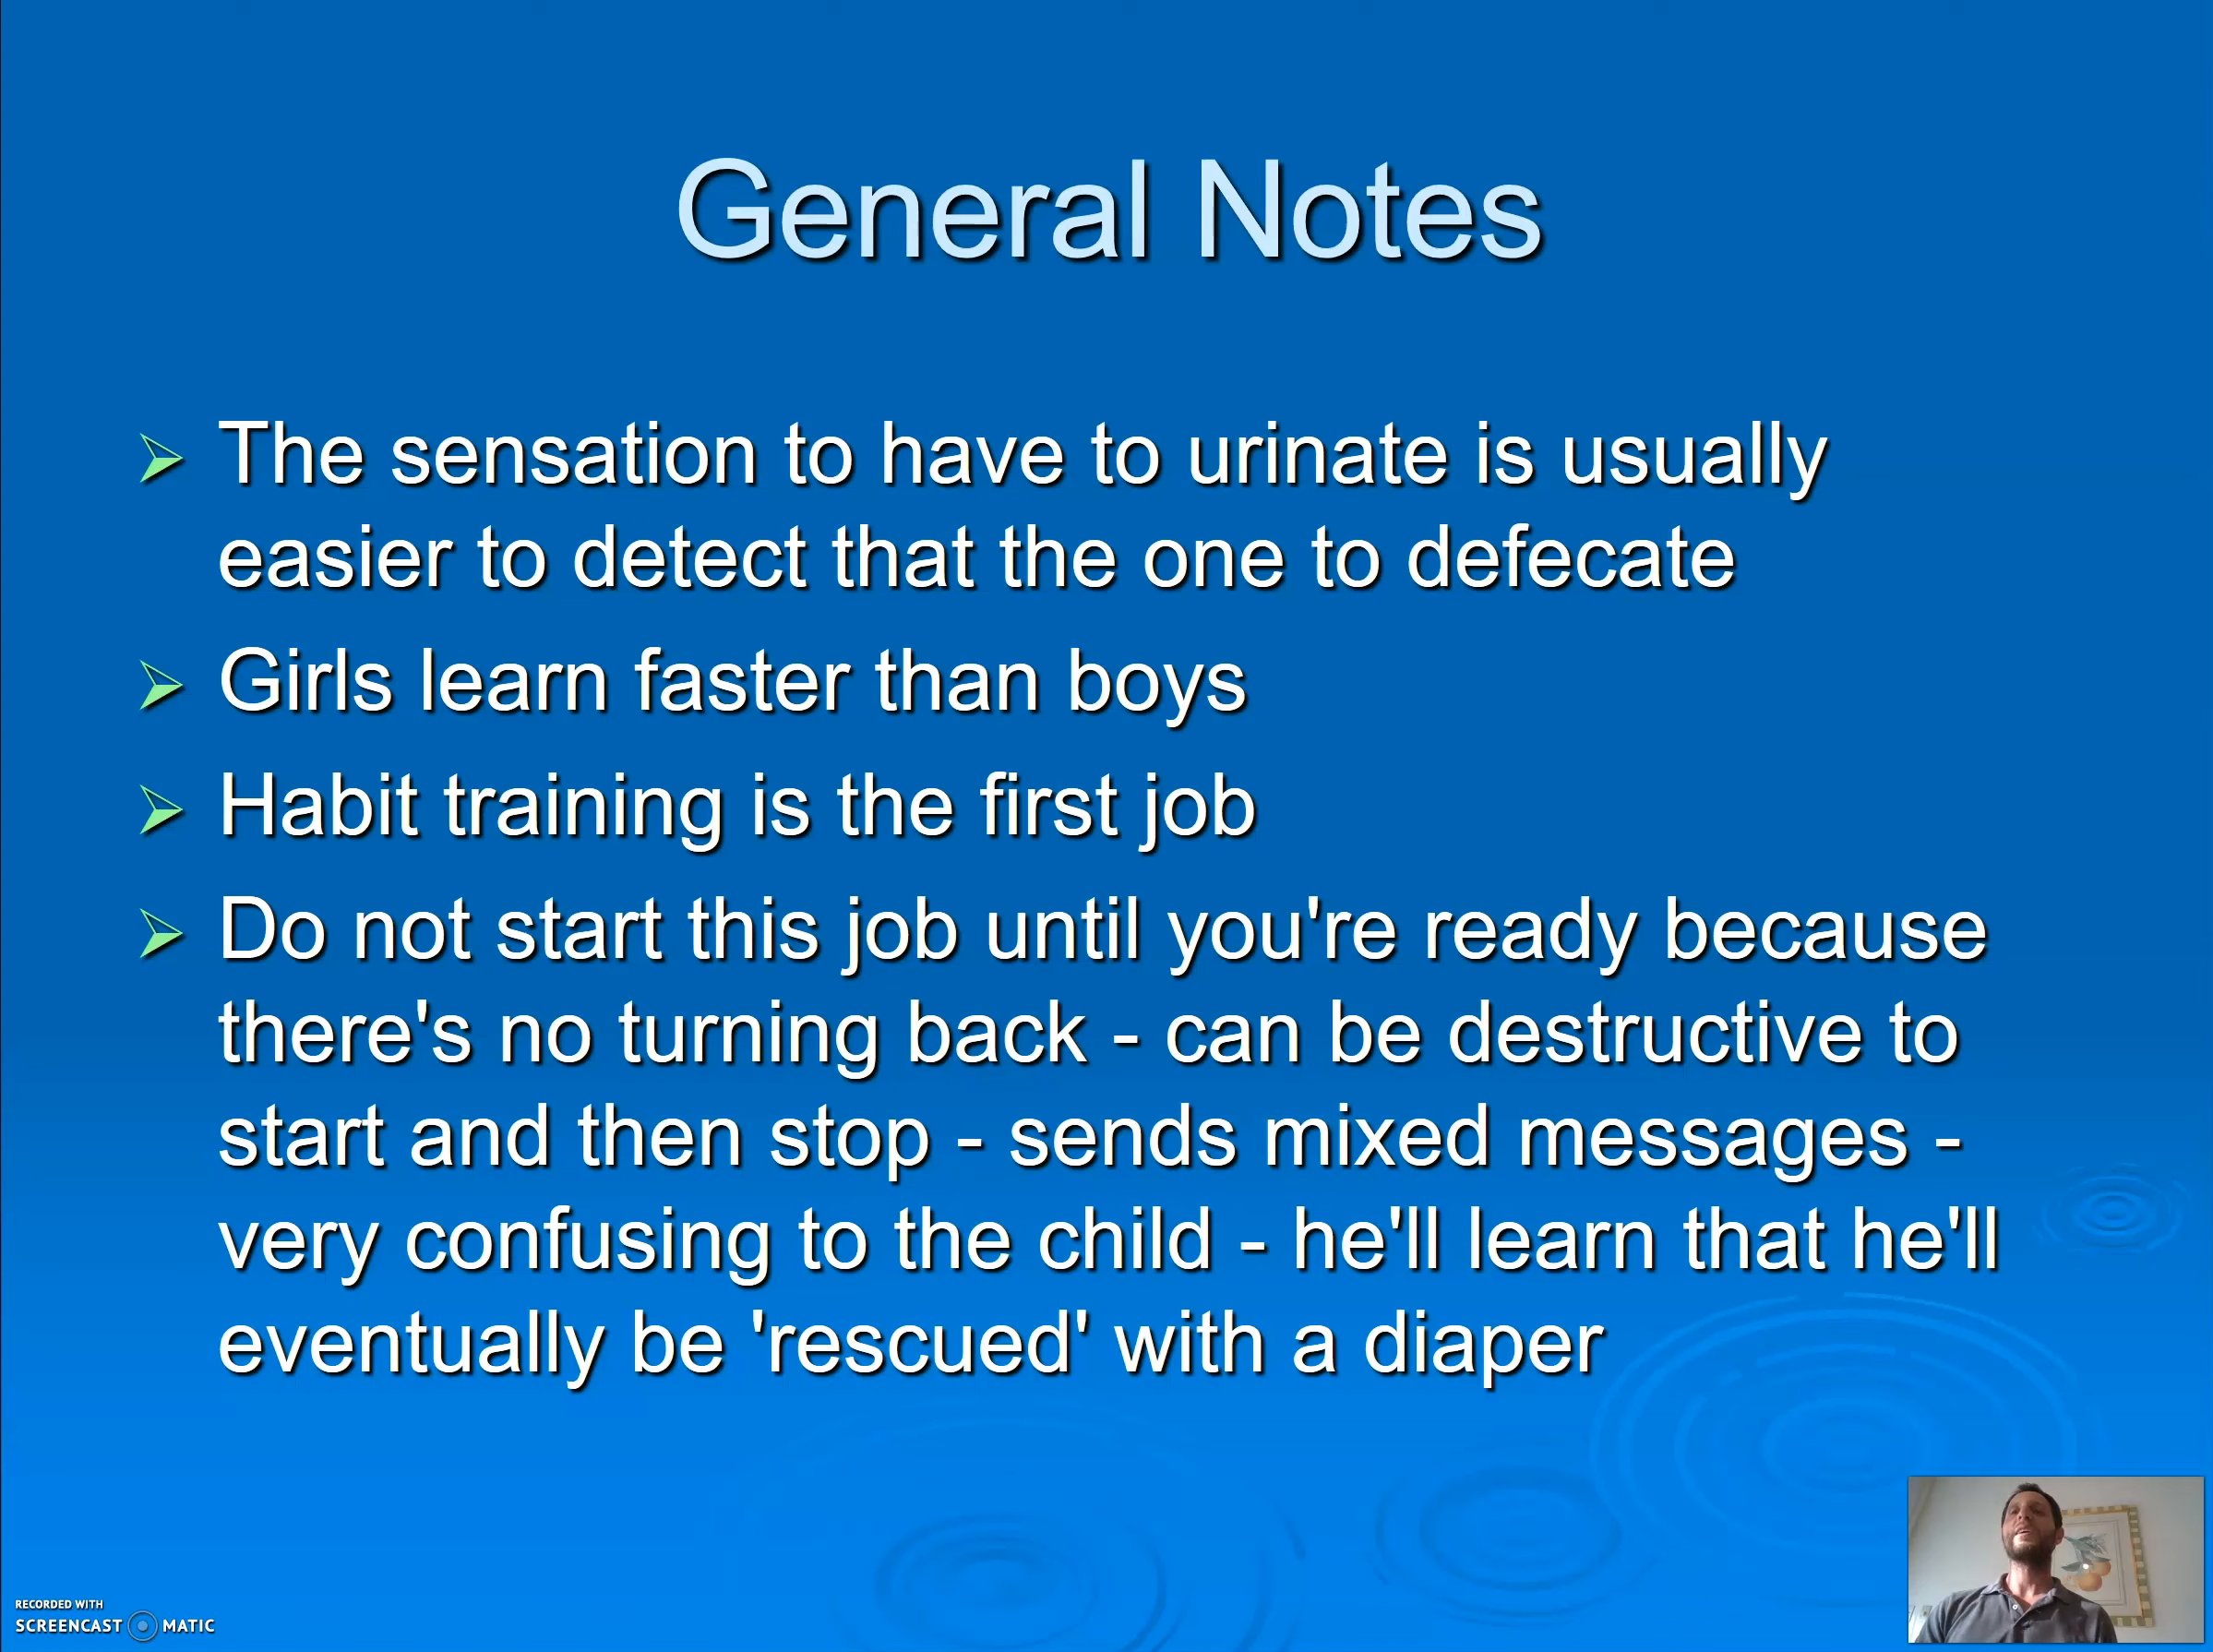 General Notes
The sensation to have to urinate is usually
easier to detect that the one to defecate
Girls learn faster than boys
Habit training is the first job
Do not start this job until you're ready because
there's no turning back - can be destructive to
start and then stop - sends mixed messages -
very confusing to the child - he'll learn that he'll
eventually be 'rescued' with a diaper
RECORDED WITH
SCREENCAST MATIC